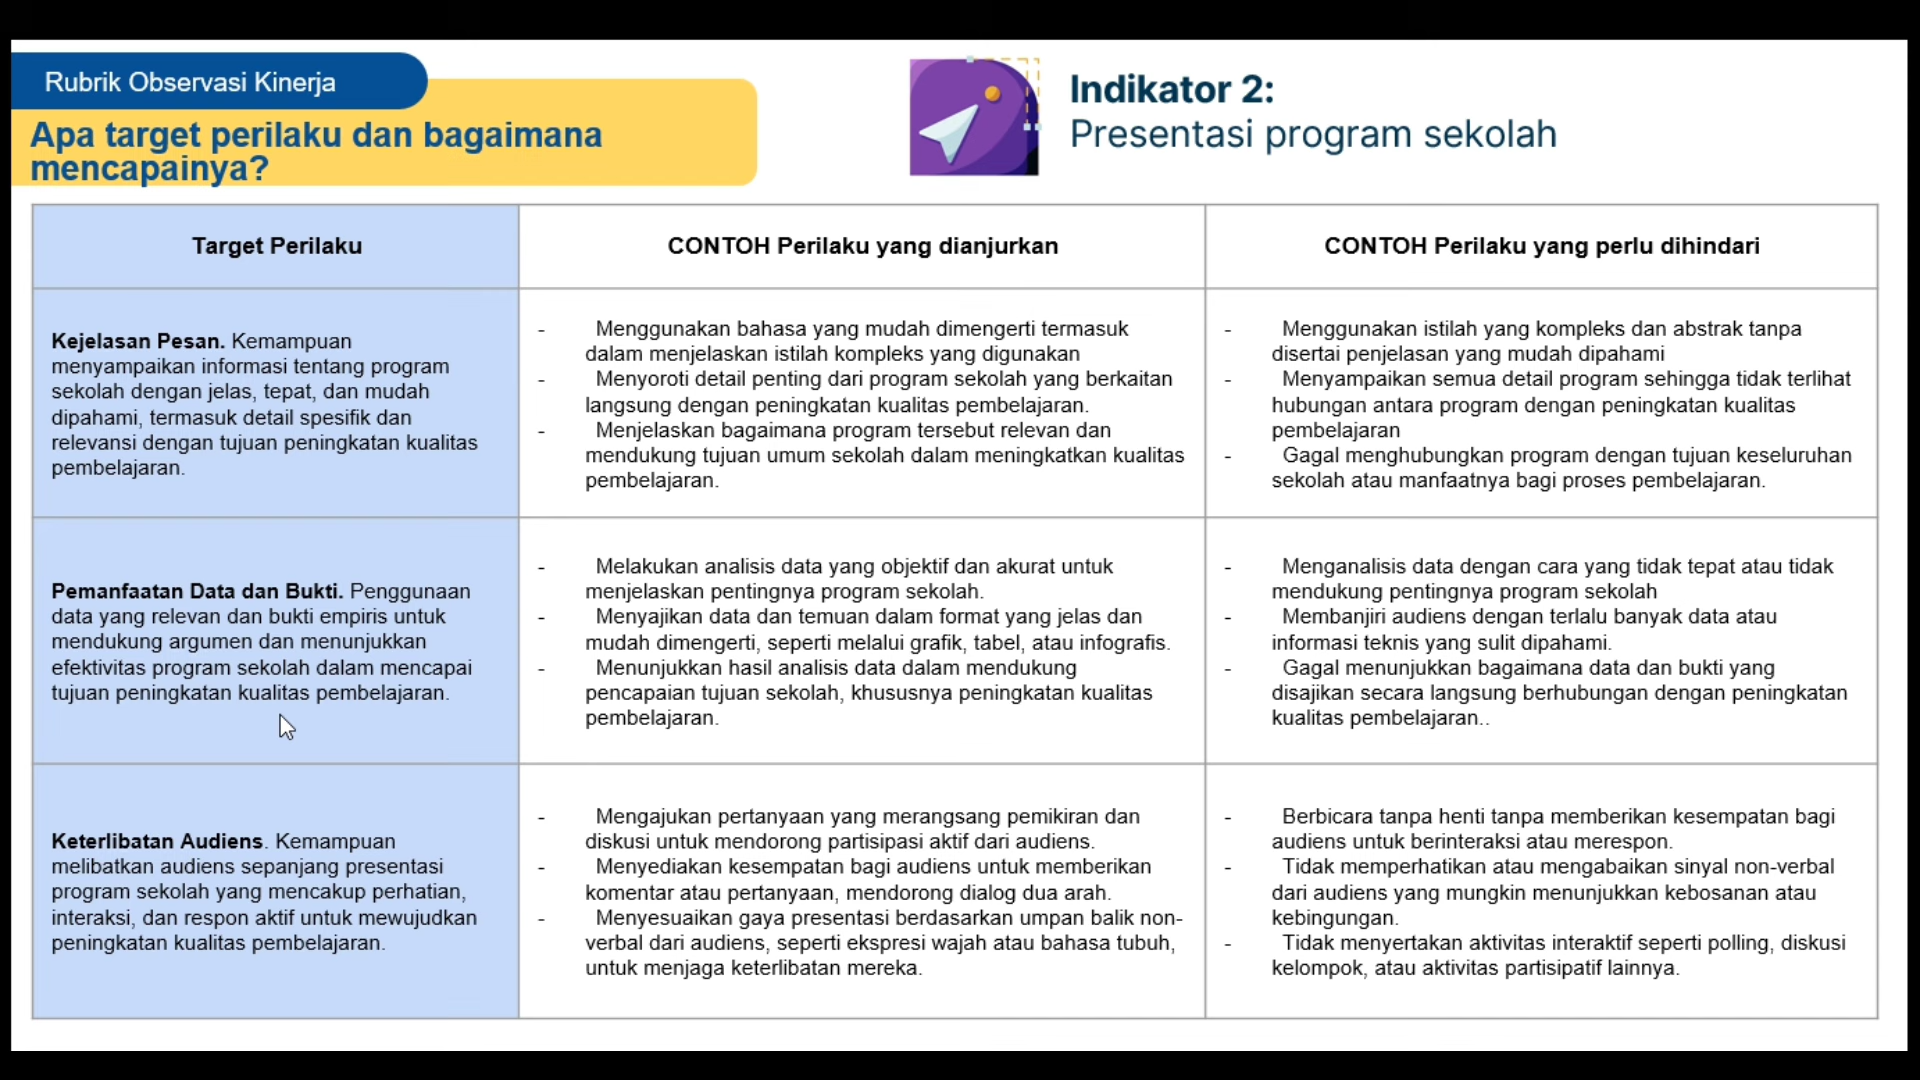 Rubrik Observasi Kinerja
Apa target perilaku dan bagaimana
mencapainya?
Indikator 2:
Presentasi program sekolah
Target Perilaku
CONTOH Perilaku yang dianjurkan
CONTOH Perilaku yang perlu dihindari
Kejelasan Pesan. Kemampuan
menyampaikan informasi tentang program
sekolah dengan jelas, tepat, dan mudah
dipahami, termasuk detail spesifik dan
relevansi dengan tujuan peningkatan kualitas
pembelajaran.
- Menggunakan bahasa yang mudah dimengerti termasuk
dalam menjelaskan istilah kompleks yang digunakan
- Menyoroti detail penting dari program sekolah yang berkaitan
langsung dengan peningkatan kualitas pembelajaran.
- Menjelaskan bagaimana program tersebut relevan dan
mendukung tujuan umum sekolah dalam meningkatkan kualitas
pembelajaran.
- Menggunakan istilah yang kompleks dan abstrak tanpa
disertai penjelasan yang mudah dipahami
- Menyampaikan semua detail program sehingga tidak terlihat
hubungan antara program dengan peningkatan kualitas
pembelajaran
- Gagal menghubungkan program dengan tujuan keseluruhan
sekolah atau manfaatnya bagi proses pembelajaran.
Pemanfaatan Data dan Bukti. Penggunaan
data yang relevan dan bukti empiris untuk
mendukung argumen dan menunjukkan
efektivitas program sekolah dalam mencapai
tujuan peningkatan kualitas pembelajaran.
- Melakukan analisis data yang objektif dan akurat untuk
menjelaskan pentingnya program sekolah.
- Menyajikan data dan temuan dalam format yang jelas dan
mudah dimengerti, seperti melalui grafik, tabel, atau infografis.
- Menunjukkan hasil analisis data dalam mendukung
pencapaian tujuan sekolah, khususnya peningkatan kualitas
pembelajaran.
- Menganalisis data dengan cara yang tidak tepat atau tidak
mendukung pentingnya program sekolah
- Membanjiri audiens dengan terlalu banyak data atau
informasi teknis yang sulit dipahami.
- Gagal menunjukkan bagaimana data dan bukti yang
disajikan secara langsung berhubungan dengan peningkatan
kualitas pembelajaran..
Keterlibatan Audiens. Kemampuan
melibatkan audiens sepanjang presentasi
program sekolah yang mencakup perhatian,
interaksi, dan respon aktif untuk mewujudkan
peningkatan kualitas pembelajaran.
- Mengajukan pertanyaan yang merangsang pemikiran dan
diskusi untuk mendorong partisipasi aktif dari audiens.
- Menyediakan kesempatan bagi audiens untuk memberikan
komentar atau pertanyaan, mendorong dialog dua arah.
- Menyesuaikan gaya presentasi berdasarkan umpan balik non-
verbal dari audiens, seperti ekspresi wajah atau bahasa tubuh,
untuk menjaga keterlibatan mereka.
- Berbicara tanpa henti tanpa memberikan kesempatan bagi
audiens untuk berinteraksi atau merespon.
- Tidak memperhatikan atau mengabaikan sinyal non-verbal
dari audiens yang mungkin menunjukkan kebosanan atau
kebingungan.
- Tidak menyertakan aktivitas interaktif seperti polling, diskusi
kelompok, atau aktivitas partisipatif lainnya.